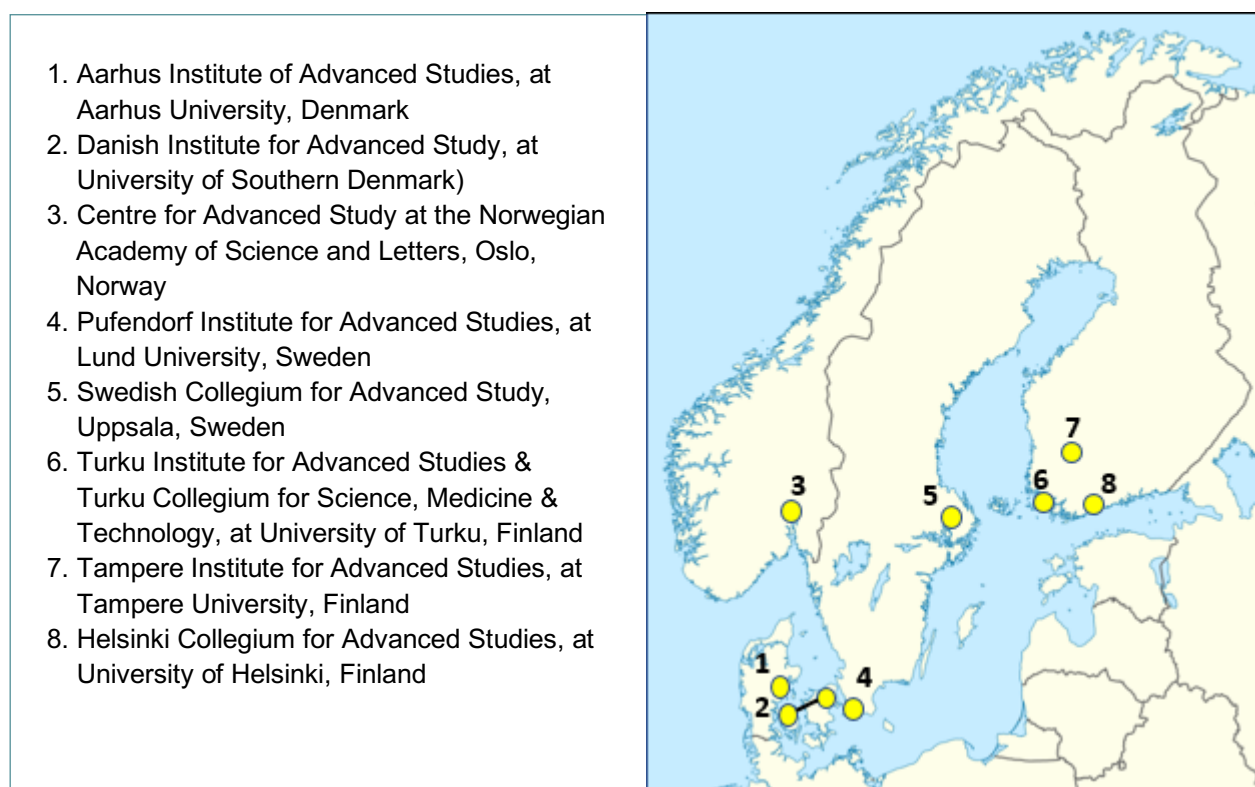 1. Aarhus Institute of Advanced Studies, at
Aarhus University, Denmark
2. Danish Institute for Advanced Study, at
University of Southern Denmark)
3. Centre for Advanced Study at the Norwegian
Academy of Science and Letters, Oslo,
Norway
4. Pufendorf Institute for Advanced Studies, at
Lund University, Sweden
5. Swedish Collegium for Advanced Study,
Uppsala, Sweden
6. Turku Institute for Advanced Studies &
Turku Collegium for Science, Medicine &
Technology, at University of Turku, Finland
7. Tampere Institute for Advanced Studies, at
Tampere University, Finland
8. Helsinki Collegium for Advanced Studies, at
University of Helsinki, Finland
7
3
5
6
8
1
4
2